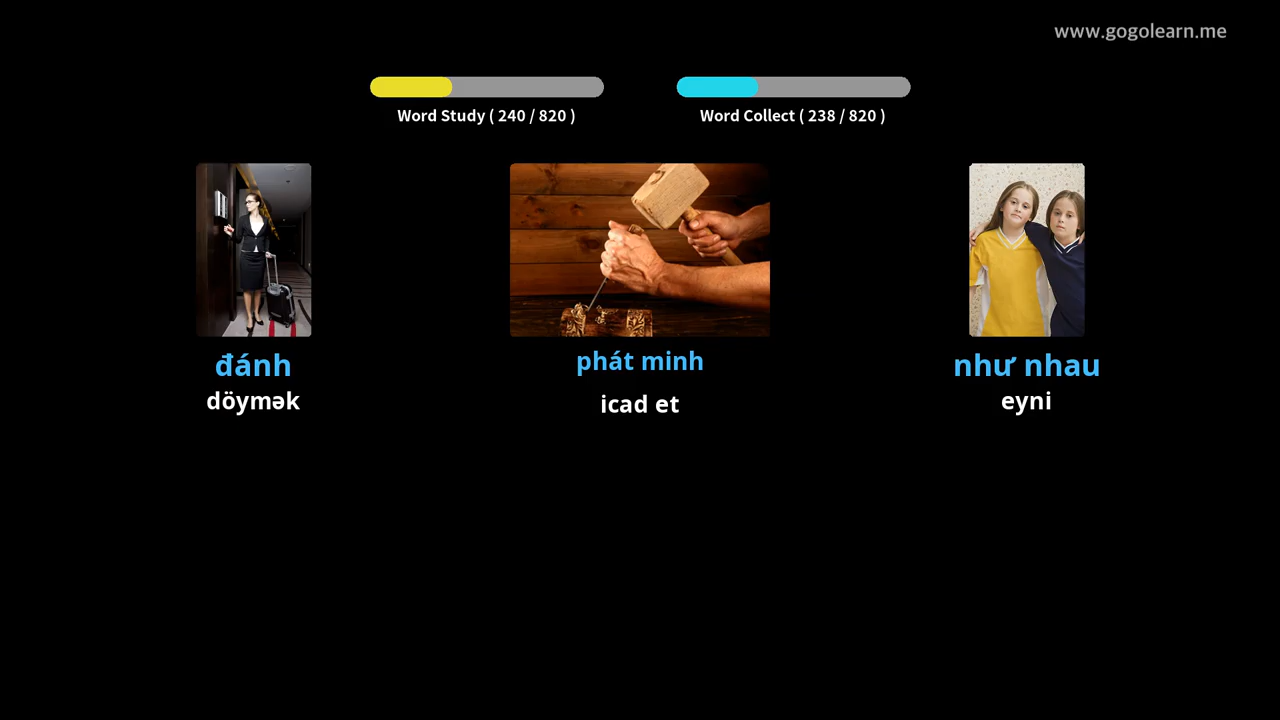 www.gogolearn.me
Word Study ( 240 / 820 )
Word Collect ( 238 / 820 )
đánh
phát minh
như nhau
döymək
icad et
eyni